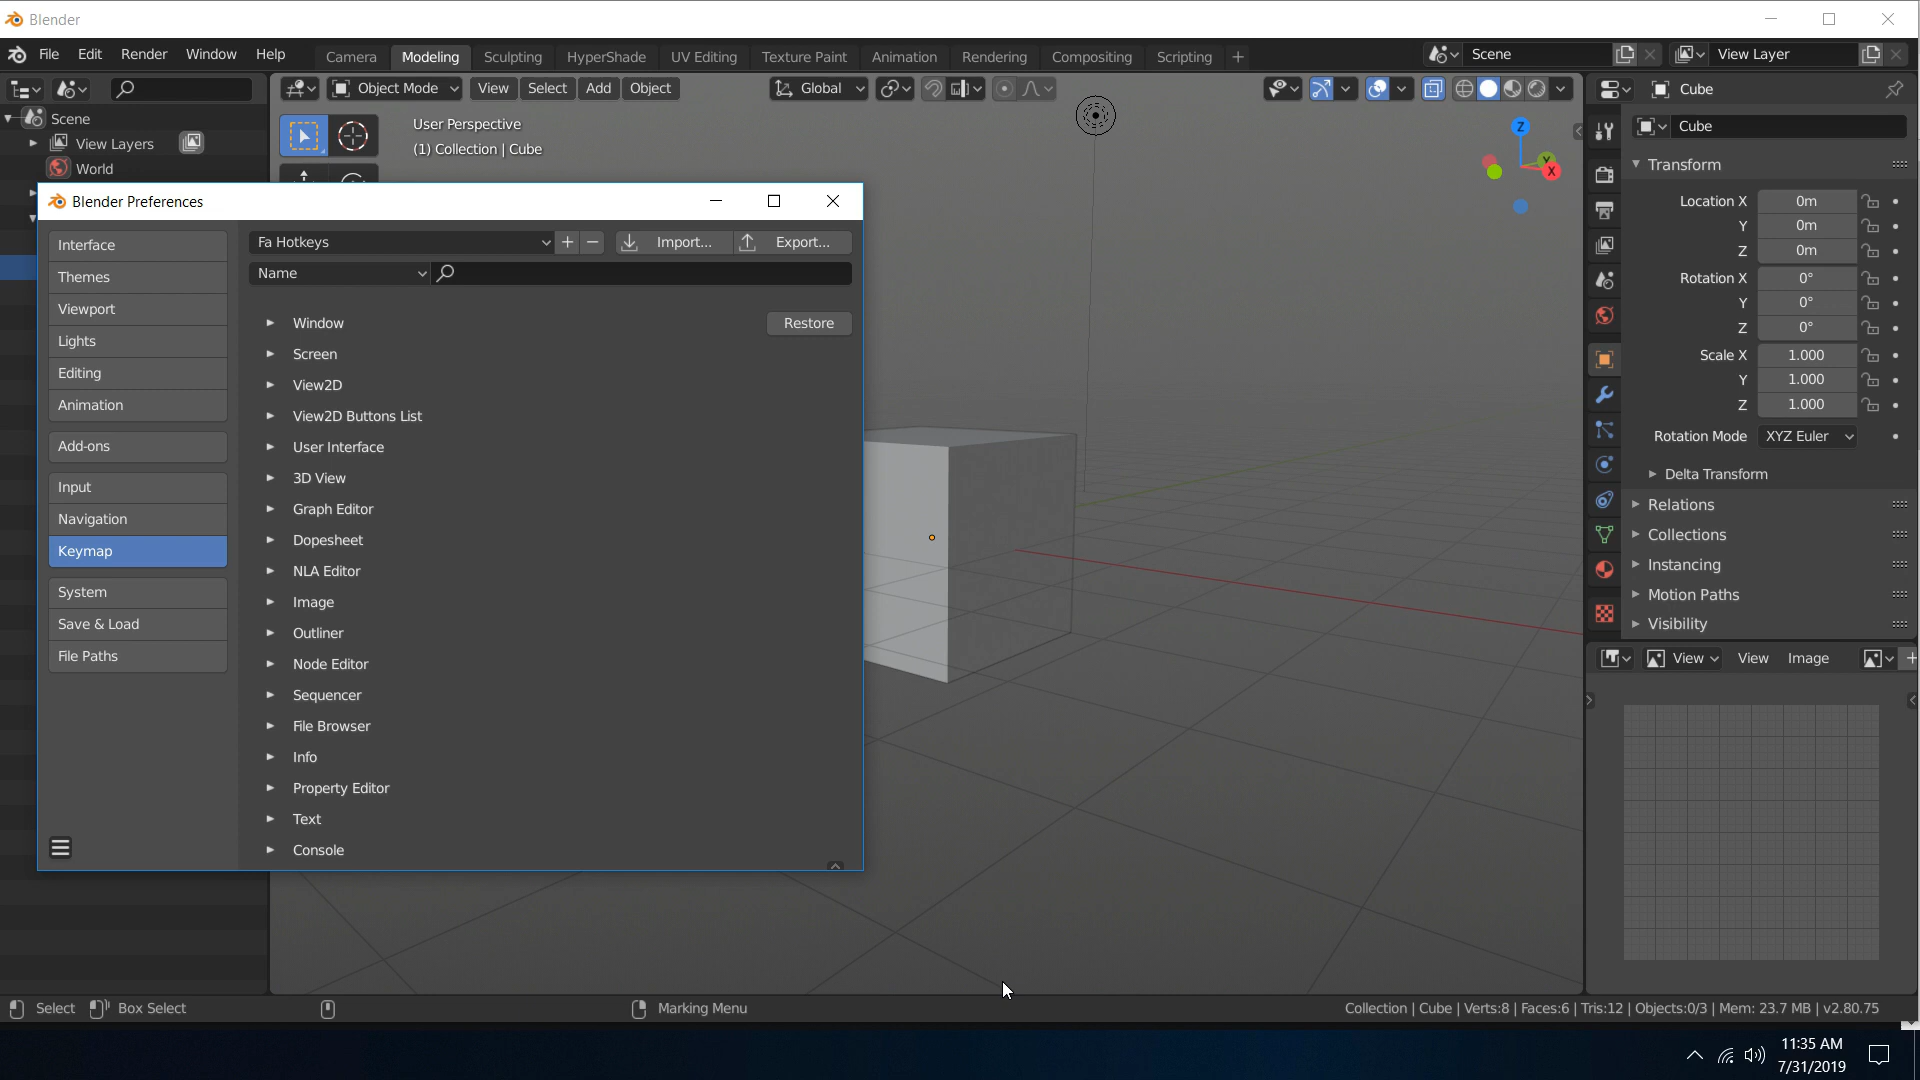 Blender
File Edit Render Window Help Camera Modeling Sculpting HyperShade UV Editing Texture Paint Animation Rendering Compositing Scripting + Scene View Layer
Object Mode View Select Add Object Global Cube
Scene
View Layers
World
User Perspective
(1) Collection | Cube
Z
Y
X
Blender Preferences
Interface
Themes
Viewport
Lights
Editing
Animation
Add-ons
Input
Navigation
Keymap
System
Save & Load
File Paths
Fa Hotkeys + − Import... Export...
Name
Window Restore
Screen
View2D
View2D Buttons List
User Interface
3D View
Graph Editor
Dopesheet
NLA Editor
Image
Outliner
Node Editor
Sequencer
File Browser
Info
Property Editor
Text
Console
Cube
Transform
Location X 0m
Y 0m
Z 0m
Rotation X 0°
Y 0°
Z 0°
Scale X 1.000
Y 1.000
Z 1.000
Rotation Mode XYZ Euler
Delta Transform
Relations
Collections
Instancing
Motion Paths
Visibility
View View Image +
Select Box Select Marking Menu Collection | Cube | Verts:8 | Faces:6 | Tris:12 | Objects:0/3 | Mem: 23.7 MB | v2.80.75
11:35 AM
7/31/2019